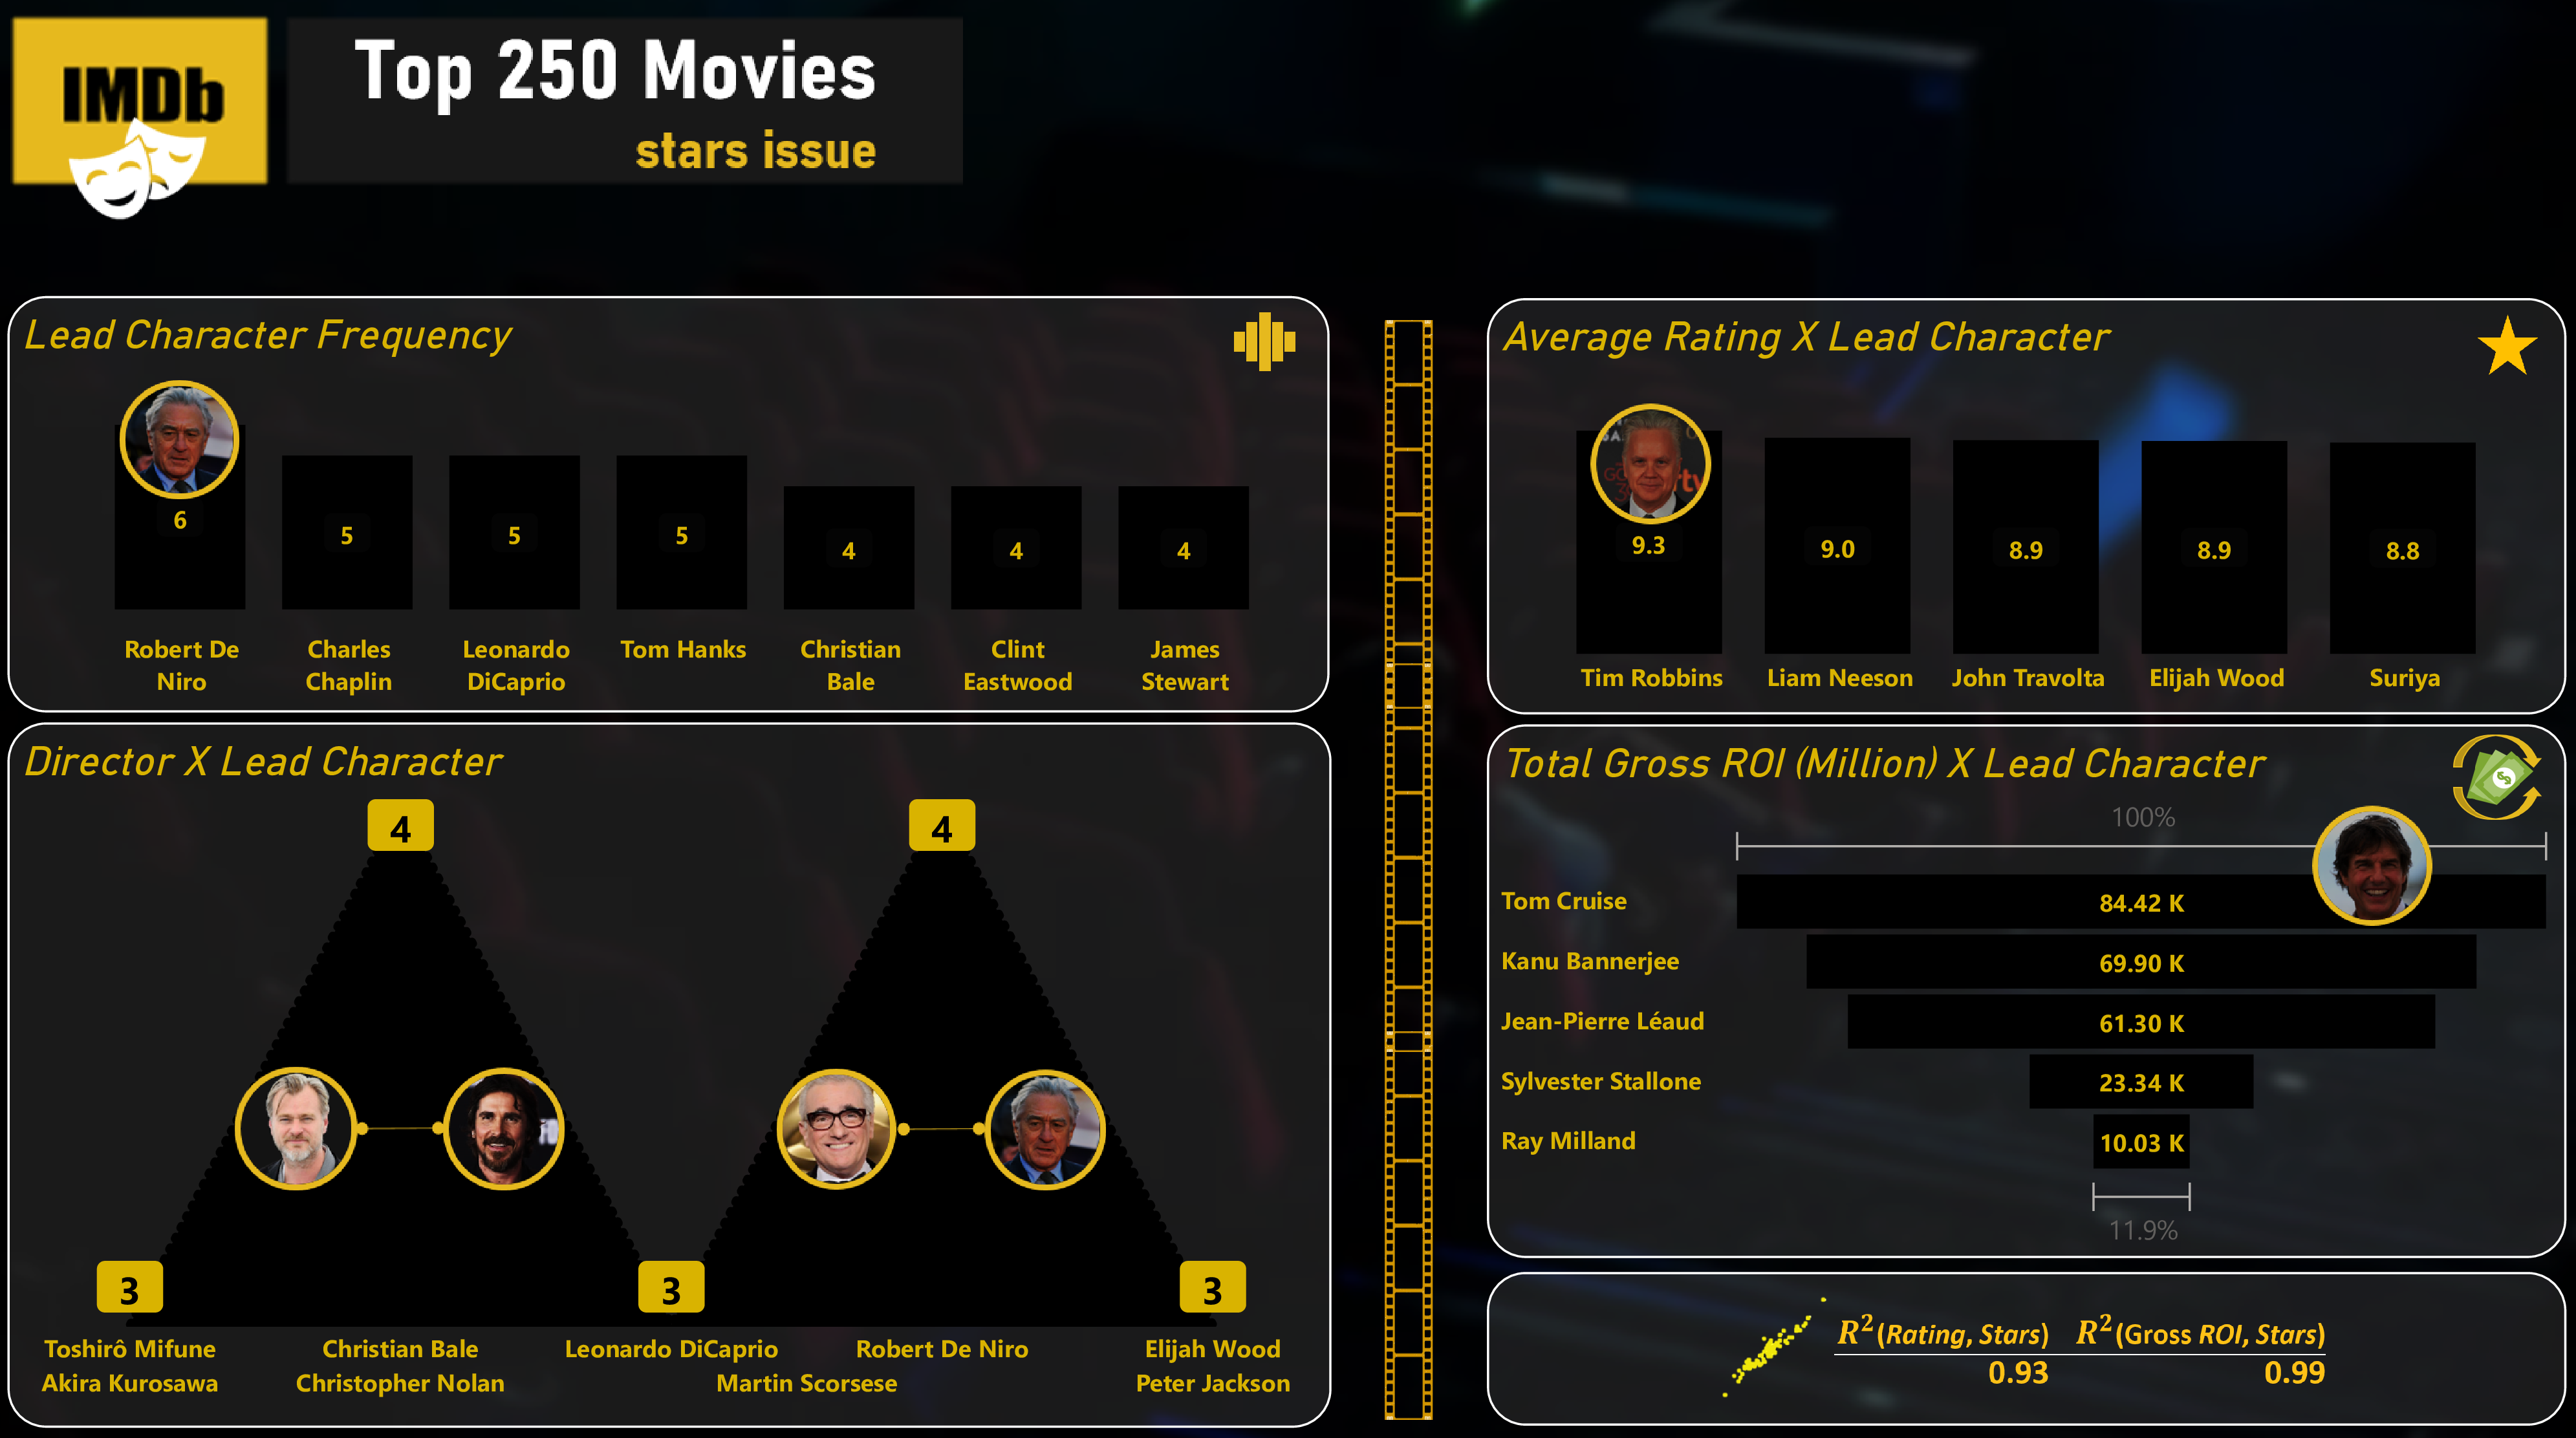 IMDb
Top 250 Movies
stars issue
Lead Character Frequency
6
5
5
5
4
4
4
Robert De Niro
Charles Chaplin
Leonardo DiCaprio
Tom Hanks
Christian Bale
Clint Eastwood
James Stewart
Average Rating X Lead Character
9.3
9.0
8.9
8.9
8.8
Tim Robbins
Liam Neeson
John Travolta
Elijah Wood
Suriya
Director X Lead Character
4
4
3
3
3
Toshirô Mifune
Akira Kurosawa
Christian Bale
Christopher Nolan
Leonardo DiCaprio
Robert De Niro
Martin Scorsese
Elijah Wood
Peter Jackson
Total Gross ROI (Million) X Lead Character
100%
Tom Cruise 84.42 K
Kanu Bannerjee 69.90 K
Jean-Pierre Léaud 61.30 K
Sylvester Stallone 23.34 K
Ray Milland 10.03 K
11.9%
R² (Rating, Stars) R² (Gross ROI, Stars)
0.93 0.99